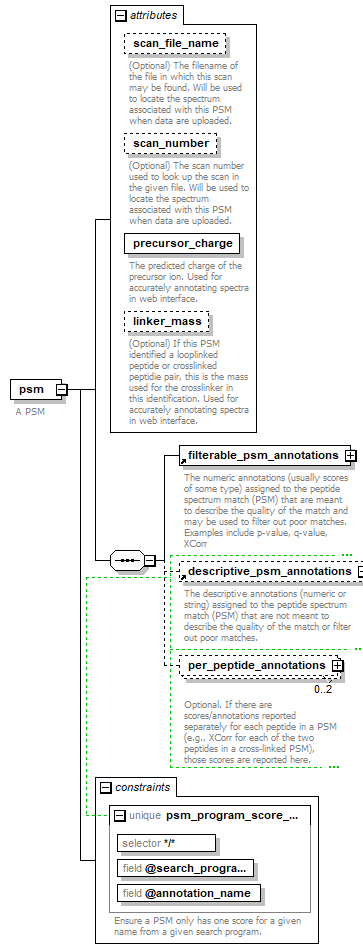 attributes
scan_file_name
(Optional) The filename of
the file in which this scan
may be found. Will be used
to locate the spectrum
associated with this PSM
when data are uploaded.
scan_number
(Optional) The scan number
used to look up the scan in
the given file. Will be used to
locate the spectrum
associated with this PSM
when data are uploaded.
precursor_charge
The predicted charge of the
precursor ion. Used for
accurately annotating spectra
in web interface.
linker_mass
(Optional) If this PSM
identified a looplinked
peptide or crosslinked
peptidie pair, this is the mass
used for the crosslinker in
this identification. Used for
accurately annotating spectra
in web interface.
psm
A PSM
filterable_psm_annotations
The numeric annotations (usually scores
of some type) assigned to the peptide
spectrum match (PSM) that are meant
to describe the quality of the match and
may be used to filter out poor matches.
Examples include p-value, q-value,
XCorr
descriptive_psm_annotations
The descriptive annotations (numeric or
string) assigned to the peptide spectrum
match (PSM) that are not meant to
describe the quality of the match or filter
out poor matches.
per_peptide_annotations
0..2
Optional. If there are
scores/annotations reported
separately for each peptide in a PSM
(e.g., XCorr for each of the two
peptides in a cross-linked PSM),
those scores are reported here.
constraints
unique psm_program_score_...
selector */*
field @search_progra...
field @annotation_name
Ensure a PSM only has one score for a given
name from a given search program.